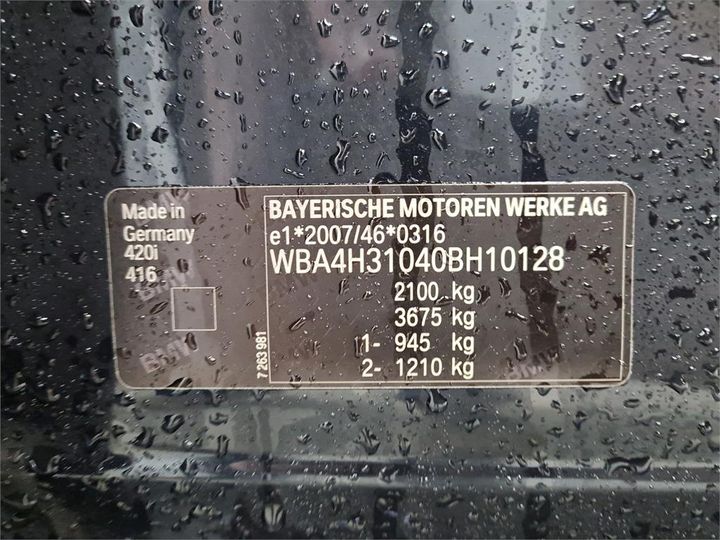 Made in
Germany
420i
416
BAYERISCHE MOTOREN WERKE AG
e1*2007/46*0316
WBA4H31040BH10128
2100 kg
3675 kg
1- 945 kg
2- 1210 kg
7 263 981